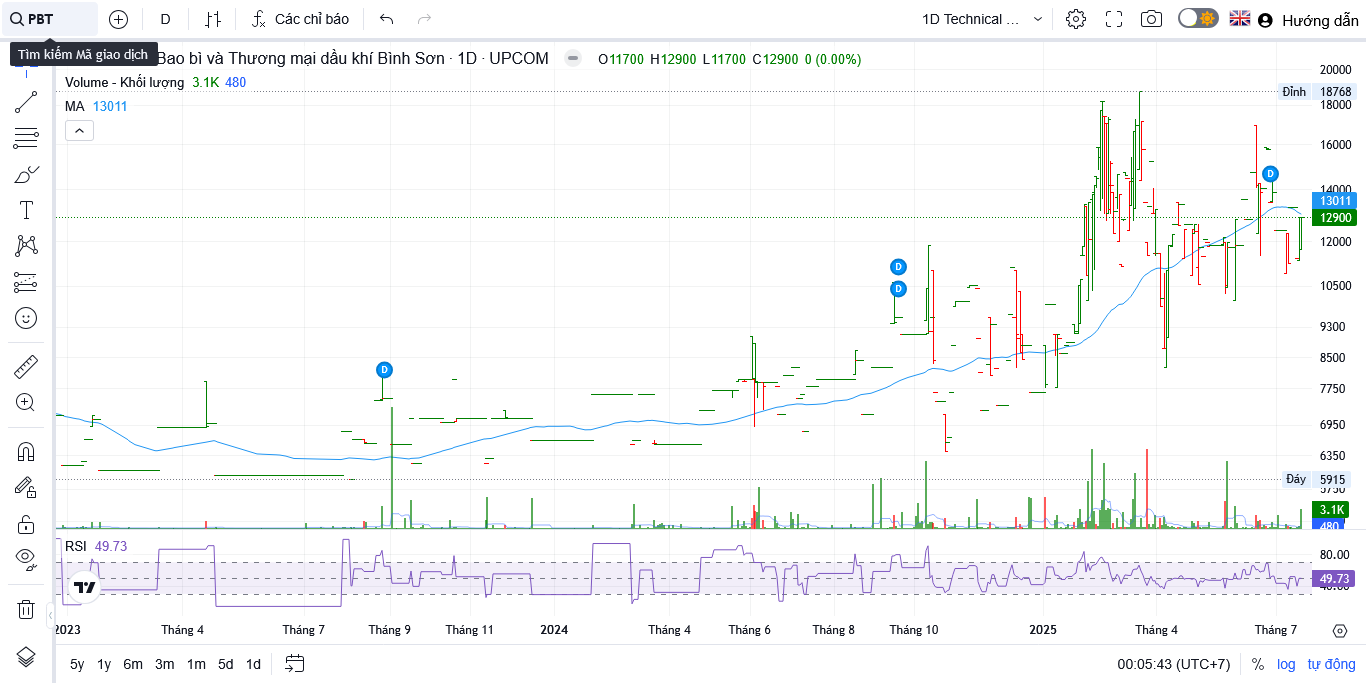 PBT
D
Các chỉ báo
1D Technical ...
Hướng dẫn
Tìm kiếm Mã giao dịch
Bao bì và Thương mại dầu khí Bình Sơn · 1D · UPCOM
O11700 H12900 L11700 C12900 0 (0.00%)
Volume - Khối lượng 3.1K 480
MA 13011
20000
Đỉnh 18768
18000
16000
14000
13011
12900
12000
10500
9300
8500
7750
6950
6350
Đáy 5915
5750
3.1K
480
D
D
D
D
RSI 49.73
80.00
49.73
40.00
2023
Tháng 4
Tháng 7
Tháng 9
Tháng 11
2024
Tháng 4
Tháng 6
Tháng 8
Tháng 10
2025
Tháng 4
Tháng 7
5y 1y 6m 3m 1m 5d 1d
00:05:43 (UTC+7)
% log tự động